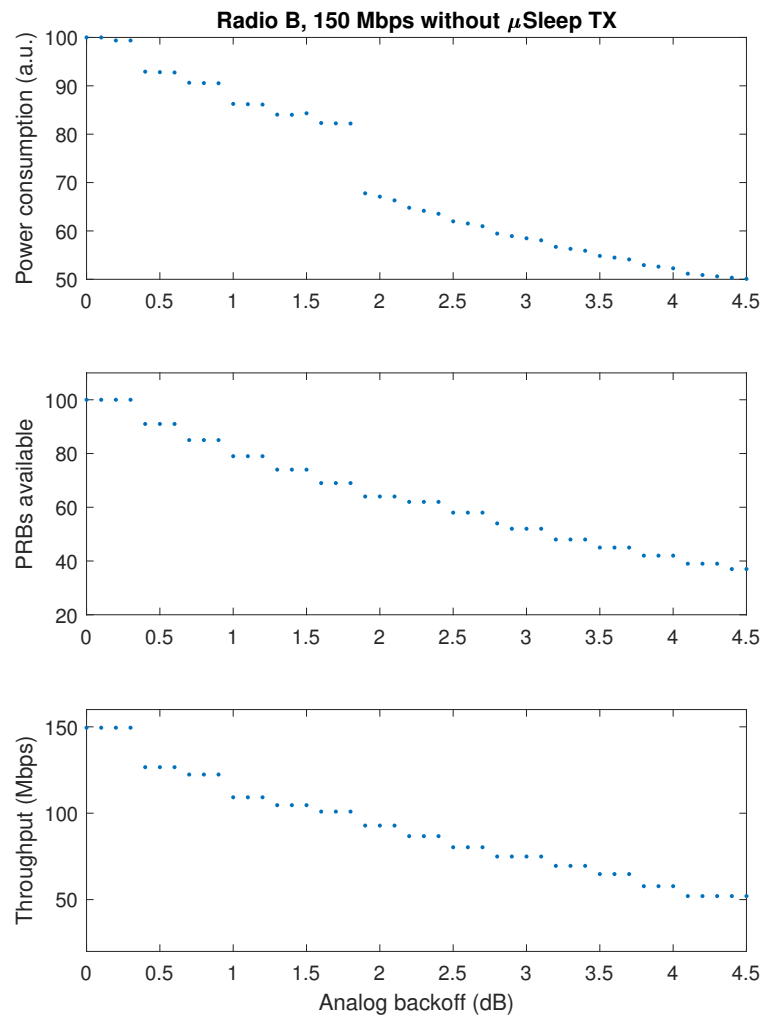 Radio B, 150 Mbps without μSleep TX
Power consumption (a.u.)
100
90
80
70
60
50
0 0.5 1 1.5 2 2.5 3 3.5 4 4.5
PRBs available
100
80
60
40
20
0 0.5 1 1.5 2 2.5 3 3.5 4 4.5
Throughput (Mbps)
150
100
50
0 0.5 1 1.5 2 2.5 3 3.5 4 4.5
Analog backoff (dB)